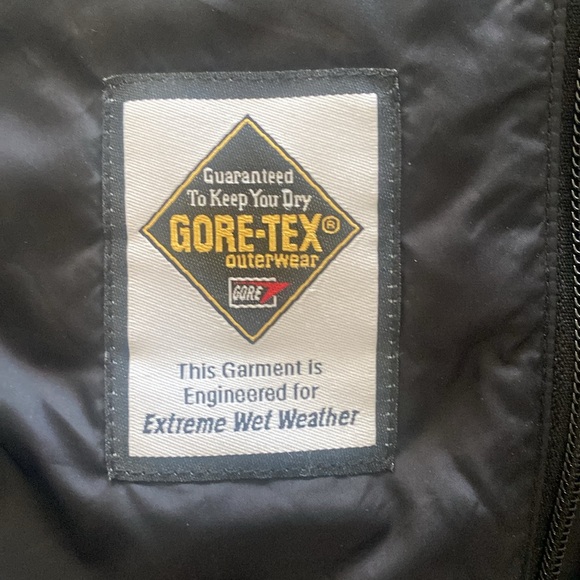 Guaranteed
To Keep You Dry
GORE-TEX®
outerwear
GORE
This Garment is
Engineered for
Extreme Wet Weather